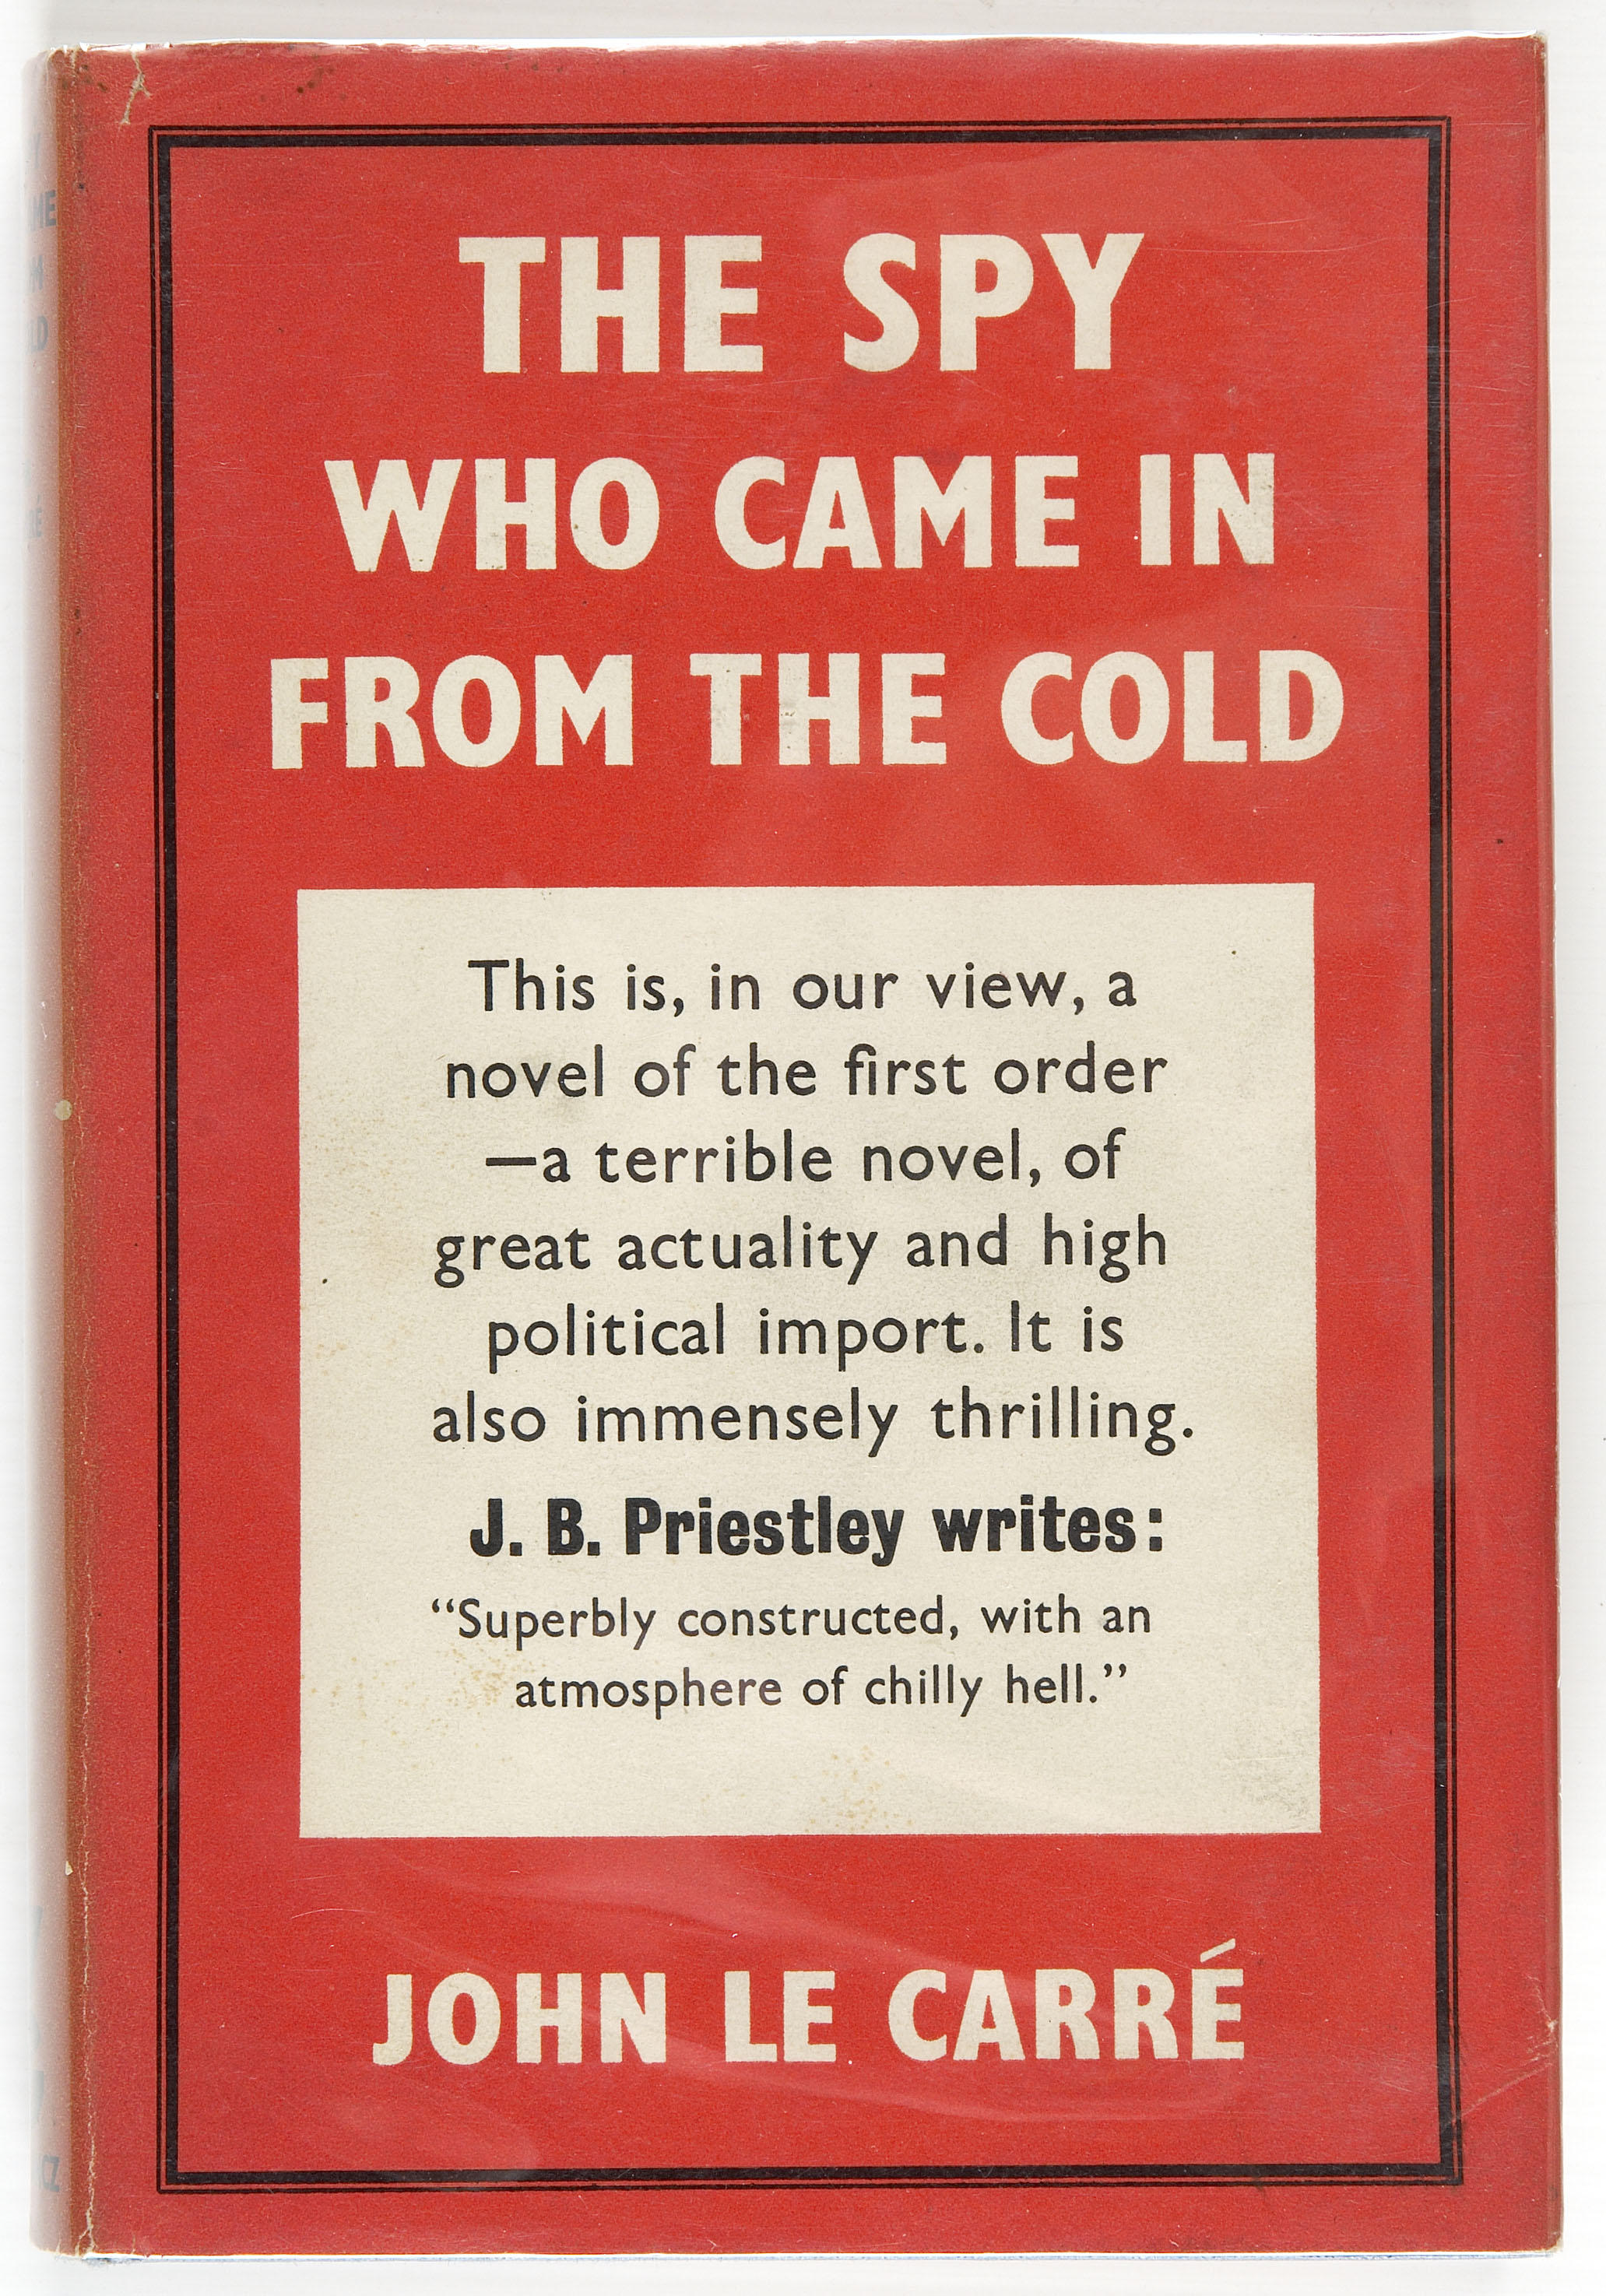 THE SPY
WHO CAME IN
FROM THE COLD
This is, in our view, a
novel of the first order
—a terrible novel, of
great actuality and high
political import. It is
also immensely thrilling.
J. B. Priestley writes:
“Superbly constructed, with an
atmosphere of chilly hell.”
JOHN LE CARRÉ